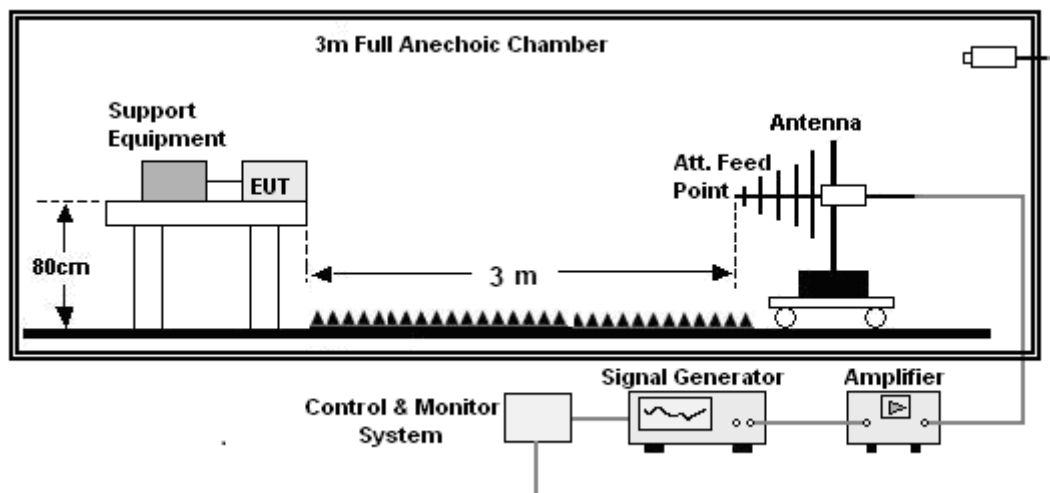 3m Full Anechoic Chamber
Support
Equipment
EUT
80cm
3 m
Antenna
Att. Feed
Point
Signal Generator
Amplifier
Control & Monitor
System